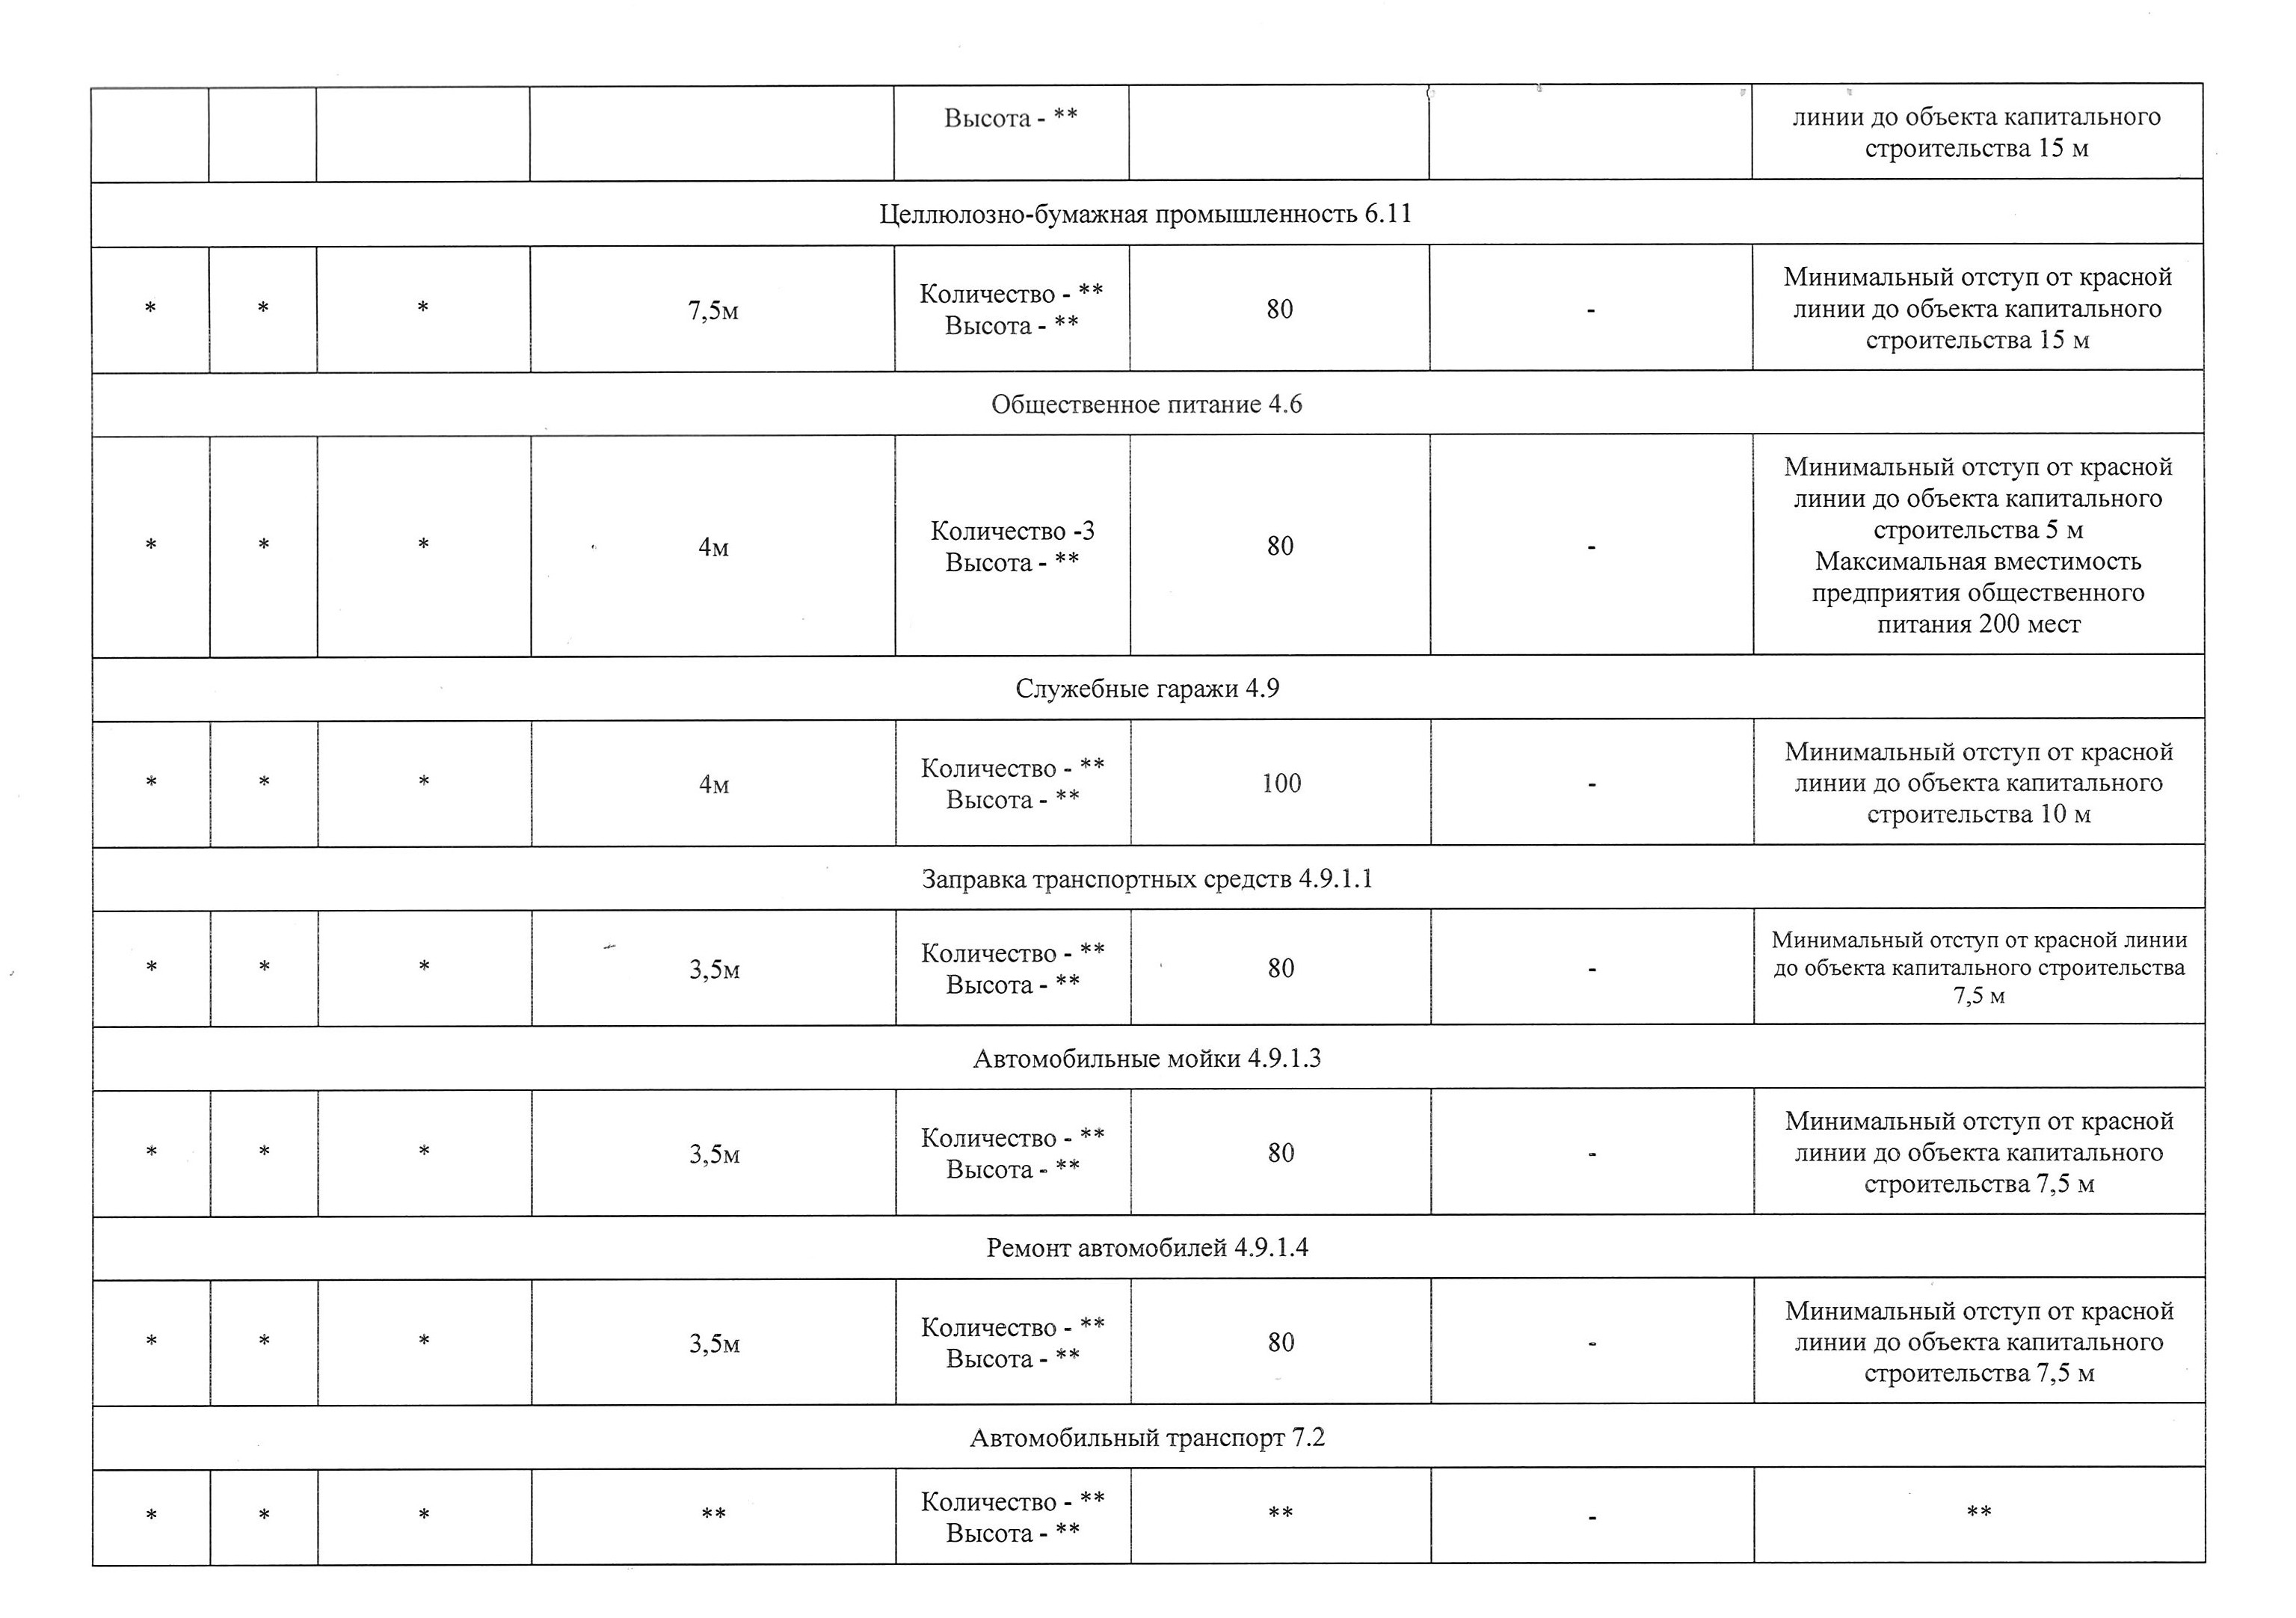 Высота - **
линии до объекта капитального
строительства 15 м
Целлюлозно-бумажная промышленность 6.11
*
*
*
7,5м
Количество - **
Высота - **
80
-
Минимальный отступ от красной
линии до объекта капитального
строительства 15 м
Общественное питание 4.6
*
*
*
4м
Количество -3
Высота - **
80
-
Минимальный отступ от красной
линии до объекта капитального
строительства 5 м
Максимальная вместимость
предприятия общественного
питания 200 мест
Служебные гаражи 4.9
*
*
*
4м
Количество - **
Высота - **
100
-
Минимальный отступ от красной
линии до объекта капитального
строительства 10 м
Заправка транспортных средств 4.9.1.1
*
*
*
3,5м
Количество - **
Высота - **
80
-
Минимальный отступ от красной линии
до объекта капитального строительства
7,5 м
Автомобильные мойки 4.9.1.3
*
*
*
3,5м
Количество - **
Высота - **
80
-
Минимальный отступ от красной
линии до объекта капитального
строительства 7,5 м
Ремонт автомобилей 4.9.1.4
*
*
*
3,5м
Количество - **
Высота - **
80
-
Минимальный отступ от красной
линии до объекта капитального
строительства 7,5 м
Автомобильный транспорт 7.2
*
*
*
**
Количество - **
Высота - **
**
-
**